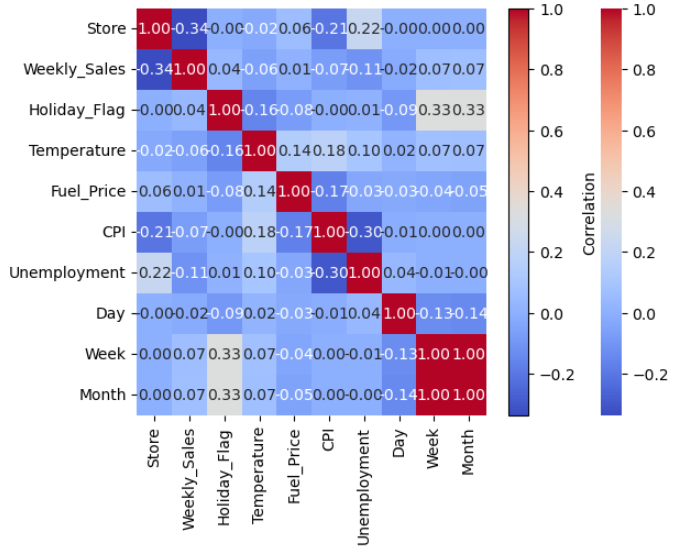 Store 1.00 -0.34 -0.00 -0.02 0.06 -0.21 0.22 -0.00 0.00 0.00
Weekly_Sales -0.34 1.00 0.04 -0.06 0.01 -0.07 -0.11 -0.02 0.07 0.07
Holiday_Flag -0.00 0.04 1.00 -0.16 -0.08 -0.00 0.01 -0.09 0.33 0.33
Temperature -0.02 -0.06 -0.16 1.00 0.14 0.18 0.10 0.02 0.07 0.07
Fuel_Price 0.06 0.01 -0.08 0.14 1.00 -0.17 -0.03 -0.03 -0.04 -0.05
CPI -0.21 -0.07 -0.00 0.18 -0.17 1.00 -0.30 -0.01 0.00 0.00
Unemployment 0.22 -0.11 0.01 0.10 -0.03 -0.30 1.00 0.04 -0.01 -0.00
Day -0.00 -0.02 -0.09 0.02 -0.03 -0.01 0.04 1.00 -0.13 -0.14
Week 0.00 0.07 0.33 0.07 -0.04 0.00 -0.01 -0.13 1.00 1.00
Month 0.00 0.07 0.33 0.07 -0.05 0.00 -0.00 -0.14 1.00 1.00
Store
Weekly_Sales
Holiday_Flag
Temperature
Fuel_Price
CPI
Unemployment
Day
Week
Month
1.0
0.8
0.6
0.4
0.2
0.0
−0.2
Correlation
1.0
0.8
0.6
0.4
0.2
0.0
−0.2